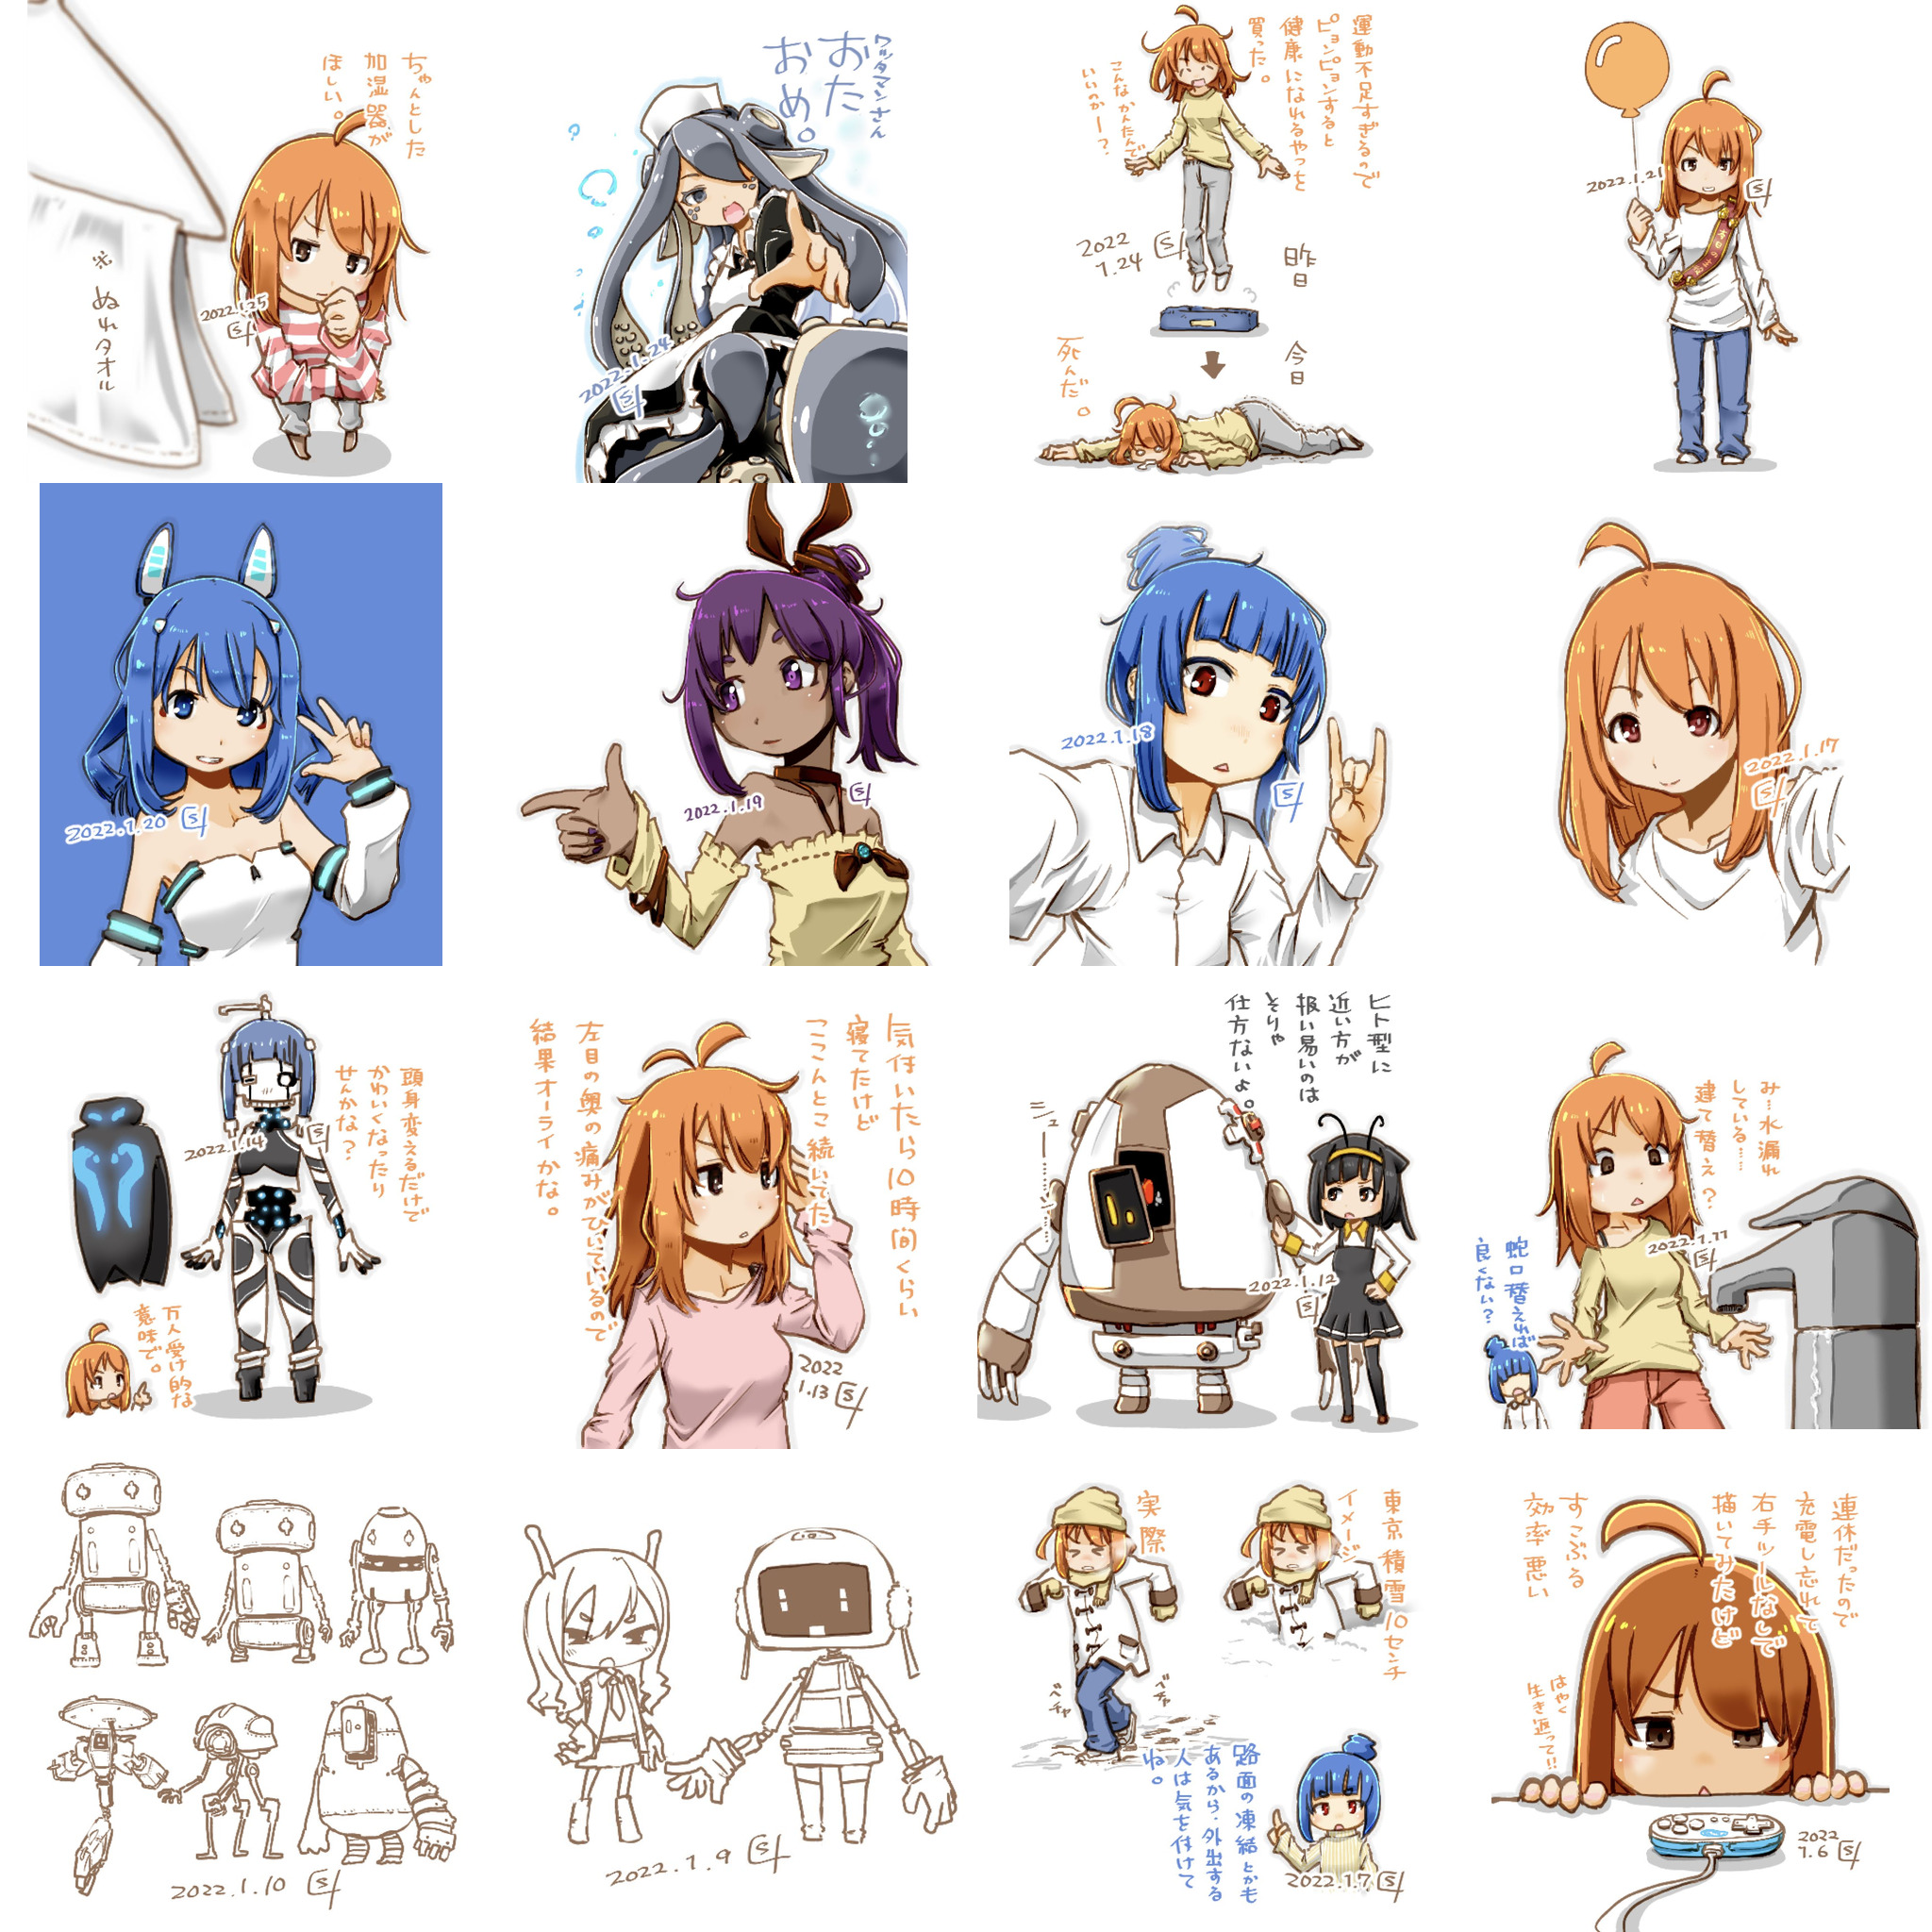 ちゃんとした
加湿器が
ほしい。
※ ぬれタオル
2022.1.25
ワッタマンさん
おた
おめ。
2022.1.24
運動不足すぎるので
ピョンピョンすると
健康になれるやつを
買った。
こんなかんたんで
いいのかー?
2022
1.24
昨日
今日
死んだ。
2022.1.21
2022.1.20
2022.1.19
2022.1.18
2022.1.17
頭身変えるだけで
かわいくなったり
せんかな?
2022.1.14
万人受け的な
意味で。
気付いたら10時間くらい
寝てたけど
ここんとこ続いてた
左目の奥の痛みがひいているので
結果オーライかな。
2022
1.13
ヒト型に
近い方が
扱い易いのは
そりゃ
仕方ないよ。
2022.1.12
み…水漏れ
している……
建て替え?
2022.1.11
蛇口替えれば
良くない?
2022.1.10
2022.1.9
東京積雪10センチ
イメージ
実際
ベチャ
ベチャ
路面の凍結とかも
あるから、外出する
人は気を付けて
ね。
2022.1.7
連休だったので
充電し忘れて
右手ツールなしで
描いてみたけど
すこぶる
効率悪い
はやく
生き返って!!
2022
1.6